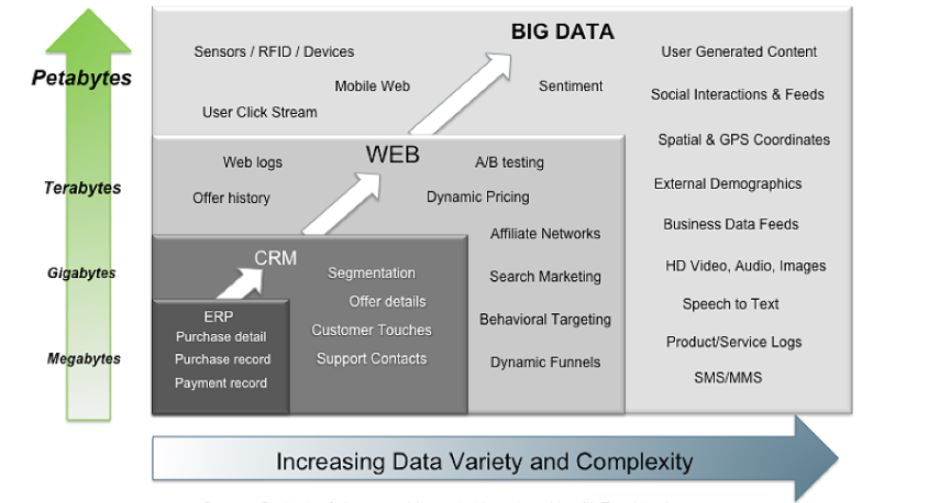 BIG DATA
Sensors / RFID / Devices
User Generated Content
Petabytes
Mobile Web
Sentiment
Social Interactions & Feeds
User Click Stream
Spatial & GPS Coordinates
WEB
Web logs
A/B testing
External Demographics
Terabytes
Offer history
Dynamic Pricing
Business Data Feeds
Affiliate Networks
CRM
HD Video, Audio, Images
Gigabytes
Segmentation
Search Marketing
Offer details
Speech to Text
ERP
Behavioral Targeting
Customer Touches
Purchase detail
Product/Service Logs
Megabytes
Purchase record
Support Contacts
Dynamic Funnels
SMS/MMS
Payment record
Increasing Data Variety and Complexity